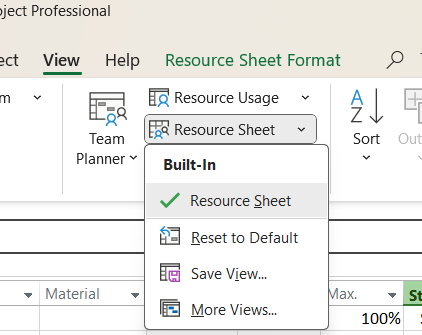 oject Professional
ect View Help Resource Sheet Format
m
Team Planner
Resource Usage
Resource Sheet
A
Z
Sort
Out
Built-In
Resource Sheet
Reset to Default
Save View...
More Views...
Material
Max.
St
100%